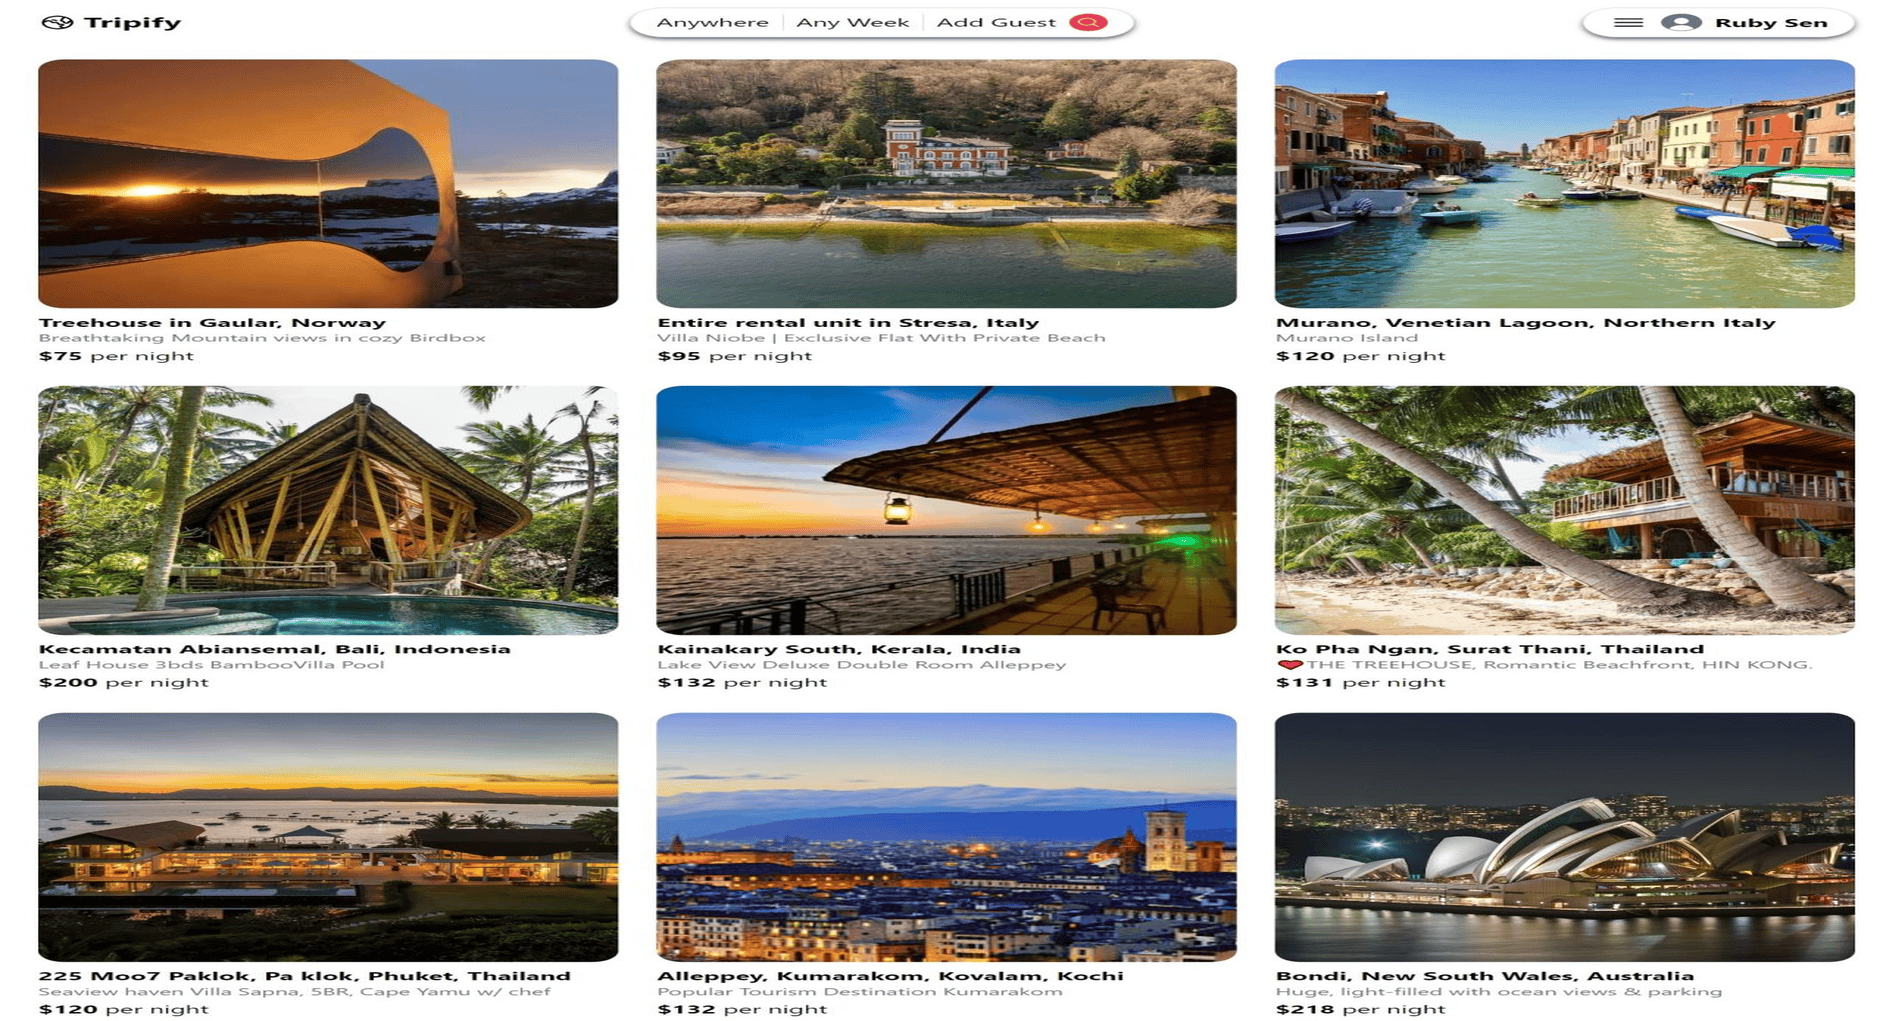 Tripify
Anywhere Any Week Add Guest
Ruby Sen
Treehouse in Gaular, Norway
Breathtaking Mountain views in cozy Birdbox
$75 per night
Entire rental unit in Stresa, Italy
Villa Niobe | Exclusive Flat With Private Beach
$95 per night
Murano, Venetian Lagoon, Northern Italy
Murano Island
$120 per night
Kecamatan Abiansemal, Bali, Indonesia
Leaf House 3bds BambooVilla Pool
$200 per night
Kainakary South, Kerala, India
Lake View Deluxe Double Room Alleppey
$132 per night
Ko Pha Ngan, Surat Thani, Thailand
❤️THE TREEHOUSE, Romantic Beachfront, HIN KONG.
$131 per night
225 Moo7 Paklok, Pa klok, Phuket, Thailand
Seaview haven Villa Sapna, 5BR, Cape Yamu w/ chef
$120 per night
Alleppey, Kumarakom, Kovalam, Kochi
Popular Tourism Destination Kumarakom
$132 per night
Bondi, New South Wales, Australia
Huge, light-filled with ocean views & parking
$218 per night